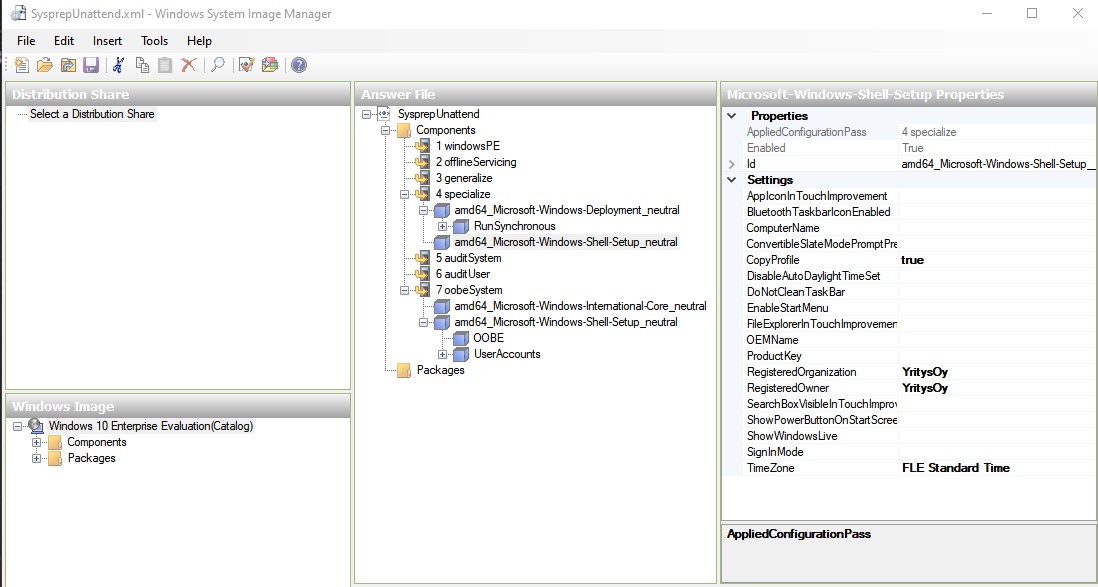 SysprepUnattend.xml - Windows System Image Manager
File Edit Insert Tools Help
Distribution Share
Select a Distribution Share
Windows Image
Windows 10 Enterprise Evaluation(Catalog)
Components
Packages
Answer File
SysprepUnattend
Components
1 windowsPE
2 offlineServicing
3 generalize
4 specialize
amd64_Microsoft-Windows-Deployment_neutral
RunSynchronous
amd64_Microsoft-Windows-Shell-Setup_neutral
5 auditSystem
6 auditUser
7 oobeSystem
amd64_Microsoft-Windows-International-Core_neutral
amd64_Microsoft-Windows-Shell-Setup_neutral
OOBE
UserAccounts
Packages
Microsoft-Windows-Shell-Setup Properties
Properties
AppliedConfigurationPass 4 specialize
Enabled True
Id amd64_Microsoft-Windows-Shell-Setup__
Settings
AppIconInTouchImprovement
BluetoothTaskbarIconEnabled
ComputerName
ConvertibleSlateModePromptPre
CopyProfile true
DisableAutoDaylightTimeSet
DoNotCleanTaskBar
EnableStartMenu
FileExplorerInTouchImprovemen
OEMName
ProductKey
RegisteredOrganization YritysOy
RegisteredOwner YritysOy
SearchBoxVisibleInTouchImprov
ShowPowerButtonOnStartScree
ShowWindowsLive
SignInMode
TimeZone FLE Standard Time
AppliedConfigurationPass